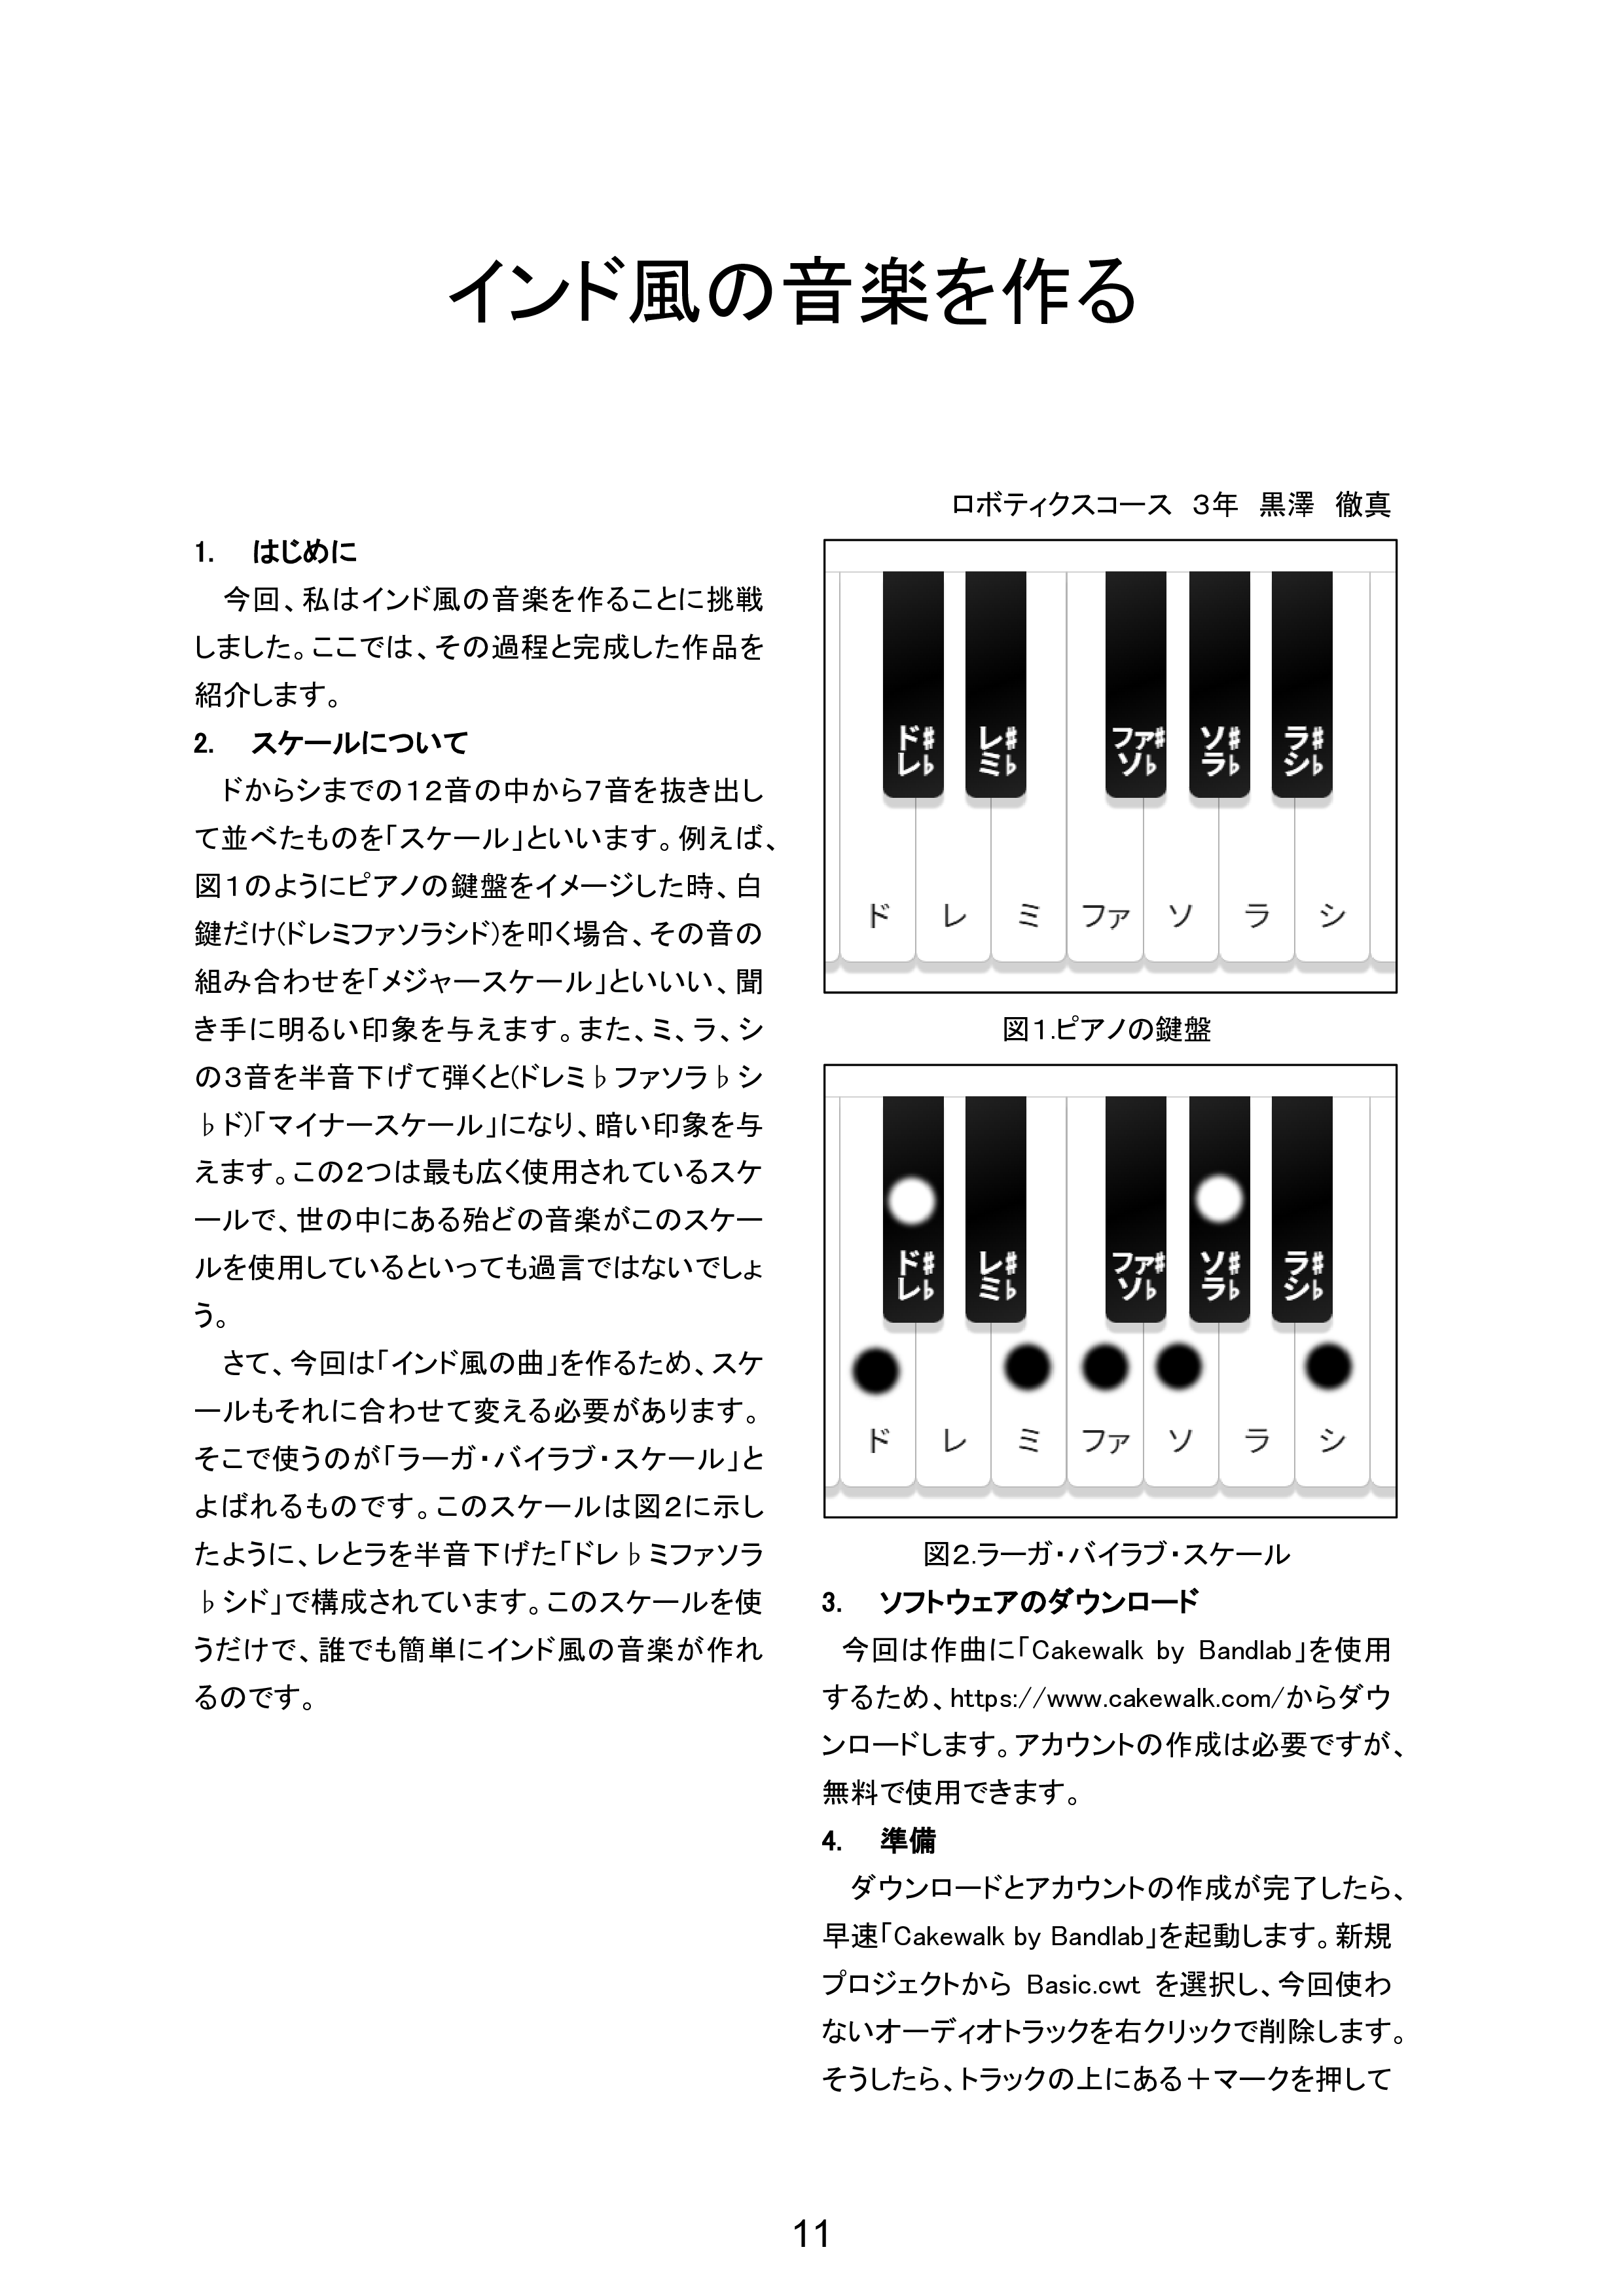 インド風の音楽を作る
ロボティクスコース 3年 黒澤 徹真
1. はじめに
今回、私はインド風の音楽を作ることに挑戦
しました。ここでは、その過程と完成した作品を
紹介します。
2. スケールについて
ドからシまでの12音の中から7音を抜き出し
て並べたものを「スケール」といいます。例えば、
図1のようにピアノの鍵盤をイメージした時、白
鍵だけ(ドレミファソラシド)を叩く場合、その音の
組み合わせを「メジャースケール」といいい、聞
き手に明るい印象を与えます。また、ミ、ラ、シ
の3音を半音下げて弾くと(ドレミ♭ファソラ♭シ
♭ド)「マイナースケール」になり、暗い印象を与
えます。この2つは最も広く使用されているスケ
ールで、世の中にある殆どの音楽がこのスケー
ルを使用しているといっても過言ではないでしょ
う。
さて、今回は「インド風の曲」を作るため、スケ
ールもそれに合わせて変える必要があります。
そこで使うのが「ラーガ・バイラブ・スケール」と
よばれるものです。このスケールは図2に示し
たように、レとラを半音下げた「ドレ♭ミファソラ
♭シド」で構成されています。このスケールを使
うだけで、誰でも簡単にインド風の音楽が作れ
るのです。
ド♯ レ♯ ファ♯ ソ♯ ラ♯
レ♭ ミ♭ ソ♭ ラ♭ シ♭
ド レ ミ ファ ソ ラ シ
図1.ピアノの鍵盤
ド♯ レ♯ ファ♯ ソ♯ ラ♯
レ♭ ミ♭ ソ♭ ラ♭ シ♭
ド レ ミ ファ ソ ラ シ
図2.ラーガ・バイラブ・スケール
3. ソフトウェアのダウンロード
今回は作曲に「Cakewalk by Bandlab」を使用
するため、https://www.cakewalk.com/からダウ
ンロードします。アカウントの作成は必要ですが、
無料で使用できます。
4. 準備
ダウンロードとアカウントの作成が完了したら、
早速「Cakewalk by Bandlab」を起動します。新規
プロジェクトから Basic.cwt を選択し、今回使わ
ないオーディオトラックを右クリックで削除します。
そうしたら、トラックの上にある＋マークを押して
11